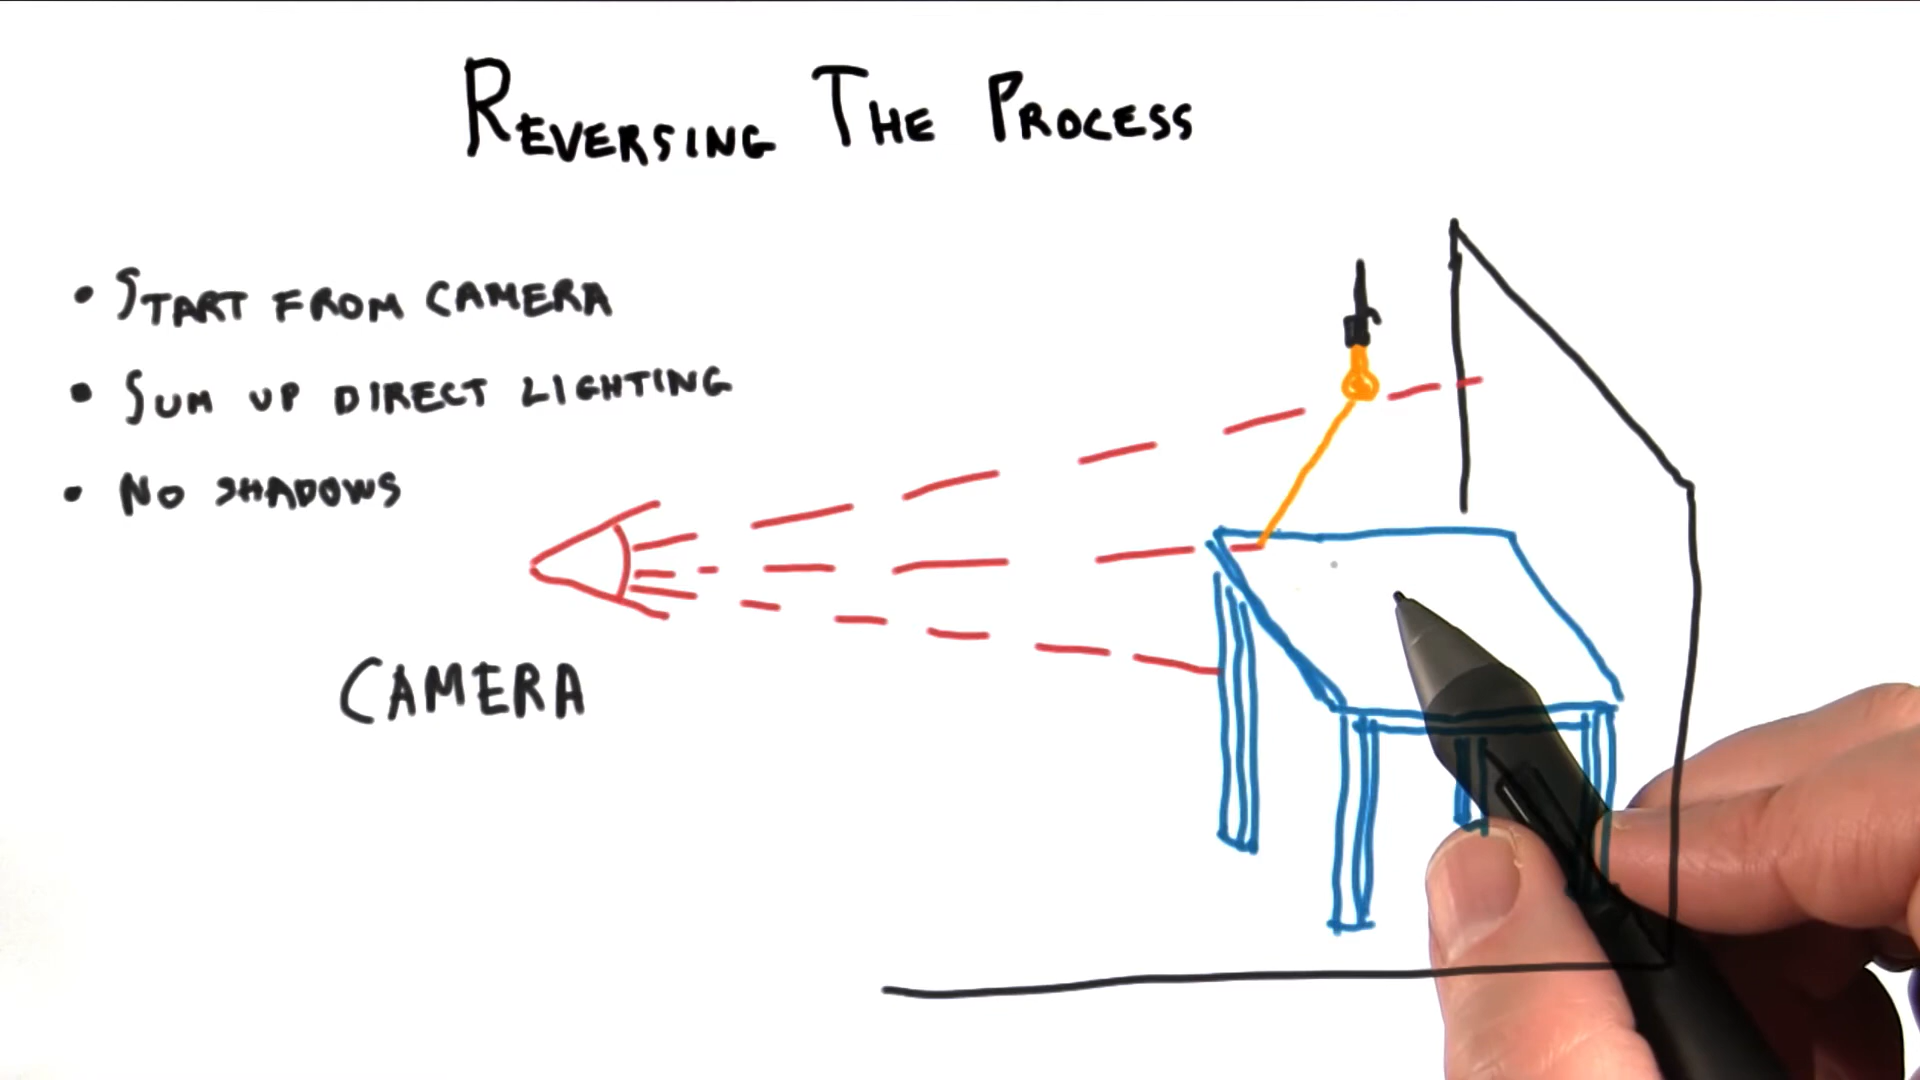 REVERSING THE PROCESS
• START FROM CAMERA
• SUM UP DIRECT LIGHTING
• NO SHADOWS
CAMERA